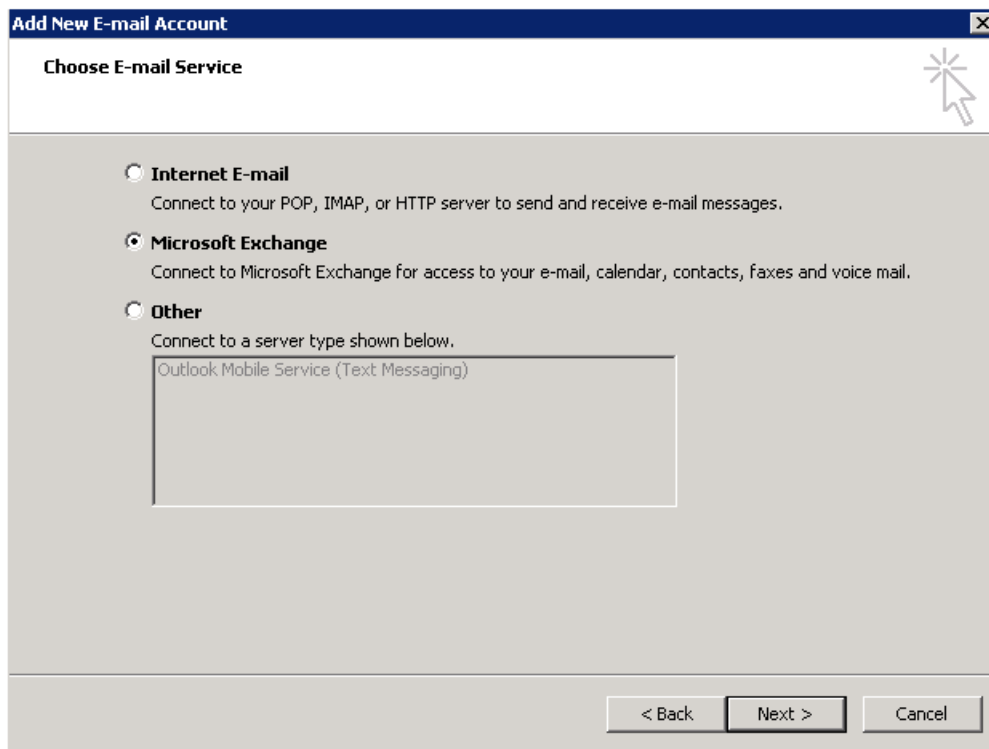 Add New E-mail Account
Choose E-mail Service
Internet E-mail
Connect to your POP, IMAP, or HTTP server to send and receive e-mail messages.
Microsoft Exchange
Connect to Microsoft Exchange for access to your e-mail, calendar, contacts, faxes and voice mail.
Other
Connect to a server type shown below.
Outlook Mobile Service (Text Messaging)
< Back Next > Cancel